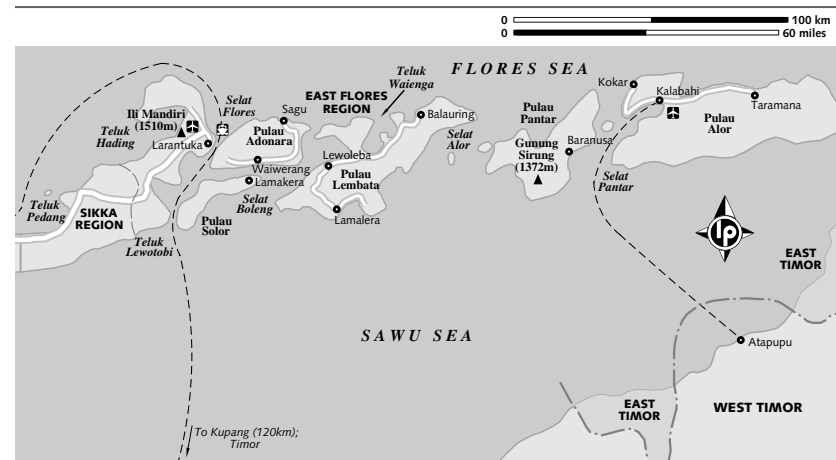 0 100 km
0 60 miles
FLORES SEA
Teluk
Waienga
EAST FLORES
REGION
Selat
Flores
Sagu
Ili Mandiri
(1510m)
Teluk
Hading
Larantuka
Pulau
Adonara
Balauring
Selat
Alor
Pulau
Pantar
Kokar
Kalabahi
Taramana
Pulau
Alor
Gunung
Sirung
(1372m)
Baranusa
Waiwerang
Lamakera
Lewoleba
Pulau
Lembata
Selat
Pantar
Teluk
Pedang
SIKKA
REGION
Teluk
Lewotobi
Pulau
Solor
Selat
Boleng
Lamalera
lp
EAST
TIMOR
SAWU SEA
Atapupu
EAST
TIMOR
WEST TIMOR
To Kupang (120km);
Timor